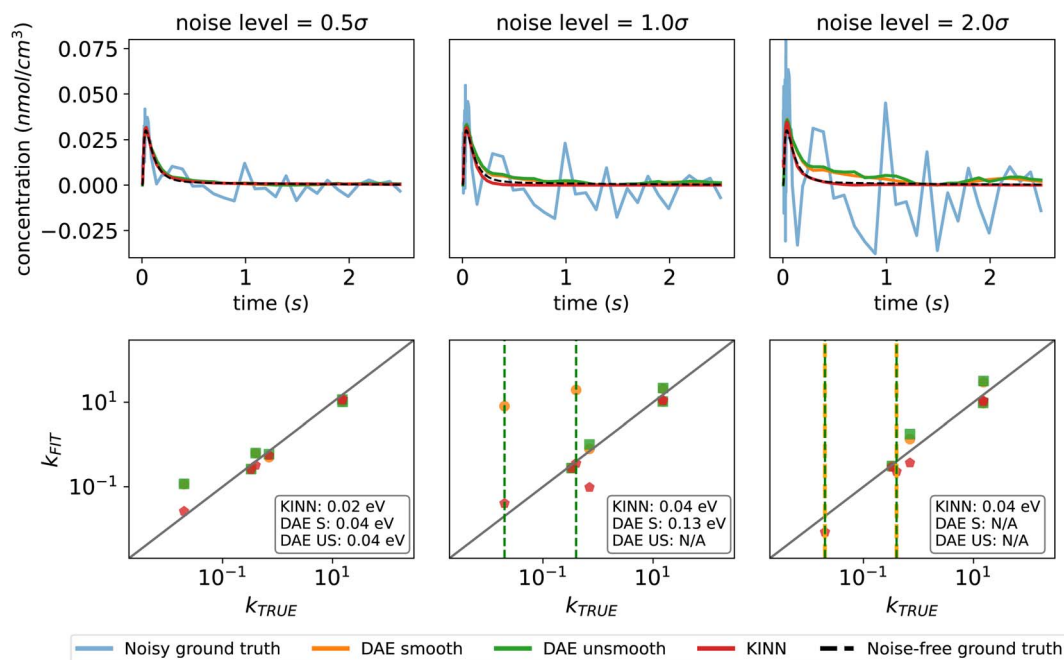 noise level = 0.5σ
noise level = 1.0σ
noise level = 2.0σ
concentration (nmol/cm³)
0.075
0.050
0.025
0.000
−0.025
0 1 2
0 1 2
0 1 2
time (s)
time (s)
time (s)
k_FIT
10¹
10⁻¹
KINN: 0.02 eV
DAE S: 0.04 eV
DAE US: 0.04 eV
KINN: 0.04 eV
DAE S: 0.13 eV
DAE US: N/A
KINN: 0.04 eV
DAE S: N/A
DAE US: N/A
10⁻¹ 10¹
10⁻¹ 10¹
10⁻¹ 10¹
k_TRUE
k_TRUE
k_TRUE
Noisy ground truth DAE smooth DAE unsmooth KINN Noise-free ground truth